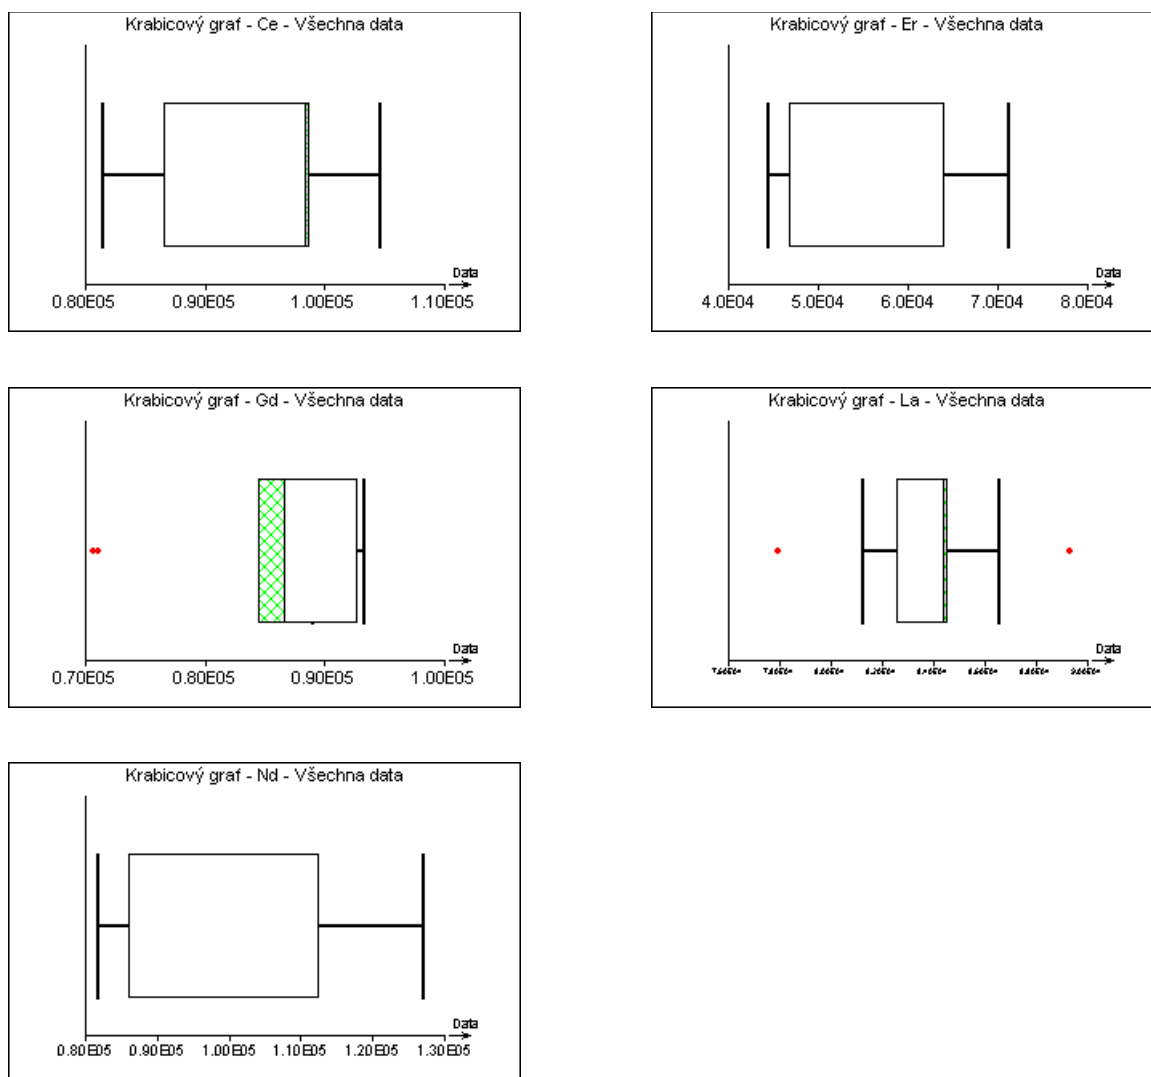 Krabicový graf - Ce - Všechna data
Data
0.80E05 0.90E05 1.00E05 1.10E05
Krabicový graf - Er - Všechna data
Data
4.0E04 5.0E04 6.0E04 7.0E04 8.0E04
Krabicový graf - Gd - Všechna data
Data
0.70E05 0.80E05 0.90E05 1.00E05
Krabicový graf - La - Všechna data
Data
Krabicový graf - Nd - Všechna data
Data
0.80E05 0.90E05 1.00E05 1.10E05 1.20E05 1.30E05